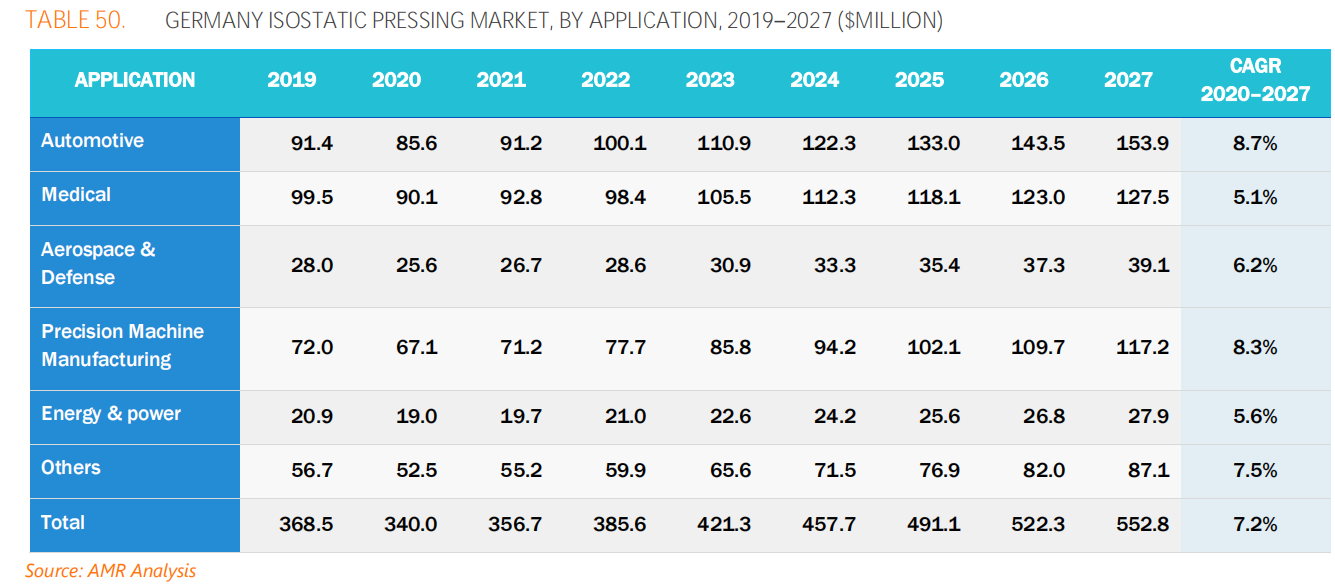 TABLE 50. GERMANY ISOSTATIC PRESSING MARKET, BY APPLICATION, 2019–2027 ($MILLION)
APPLICATION 2019 2020 2021 2022 2023 2024 2025 2026 2027 CAGR
2020–2027
Automotive 91.4 85.6 91.2 100.1 110.9 122.3 133.0 143.5 153.9 8.7%
Medical 99.5 90.1 92.8 98.4 105.5 112.3 118.1 123.0 127.5 5.1%
Aerospace &
Defense 28.0 25.6 26.7 28.6 30.9 33.3 35.4 37.3 39.1 6.2%
Precision Machine
Manufacturing 72.0 67.1 71.2 77.7 85.8 94.2 102.1 109.7 117.2 8.3%
Energy & power 20.9 19.0 19.7 21.0 22.6 24.2 25.6 26.8 27.9 5.6%
Others 56.7 52.5 55.2 59.9 65.6 71.5 76.9 82.0 87.1 7.5%
Total 368.5 340.0 356.7 385.6 421.3 457.7 491.1 522.3 552.8 7.2%
Source: AMR Analysis